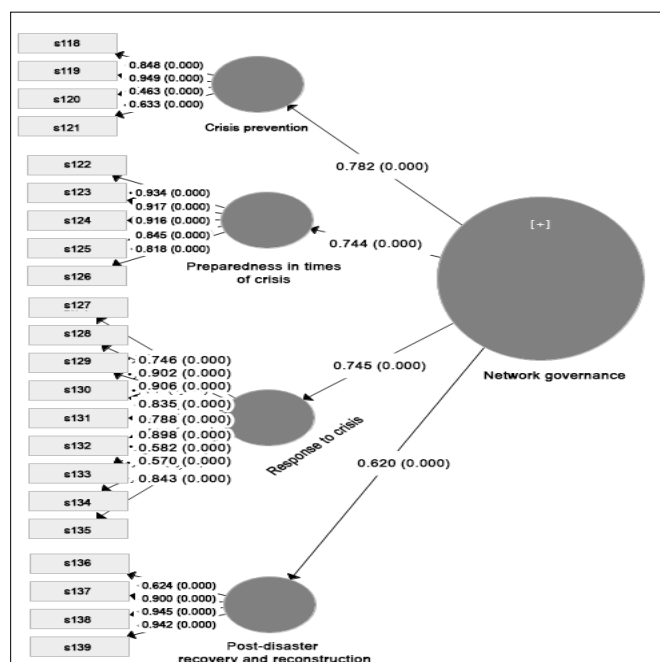 s118
s119
s120
s121
0.848 (0.000)
0.949 (0.000)
0.463 (0.000)
0.633 (0.000)
Crisis prevention
0.782 (0.000)
s122
s123
s124
s125
s126
0.934 (0.000)
0.917 (0.000)
0.916 (0.000)
0.845 (0.000)
0.818 (0.000)
Preparedness in times
of crisis
0.744 (0.000)
[+]
Network governance
s127
s128
s129
s130
s131
s132
s133
s134
s135
0.746 (0.000)
0.902 (0.000)
0.906 (0.000)
0.835 (0.000)
0.788 (0.000)
0.898 (0.000)
0.582 (0.000)
0.570 (0.000)
0.843 (0.000)
Response to crisis
0.745 (0.000)
0.620 (0.000)
s136
s137
s138
s139
0.624 (0.000)
0.900 (0.000)
0.945 (0.000)
0.942 (0.000)
Post-disaster
recovery and reconstruction